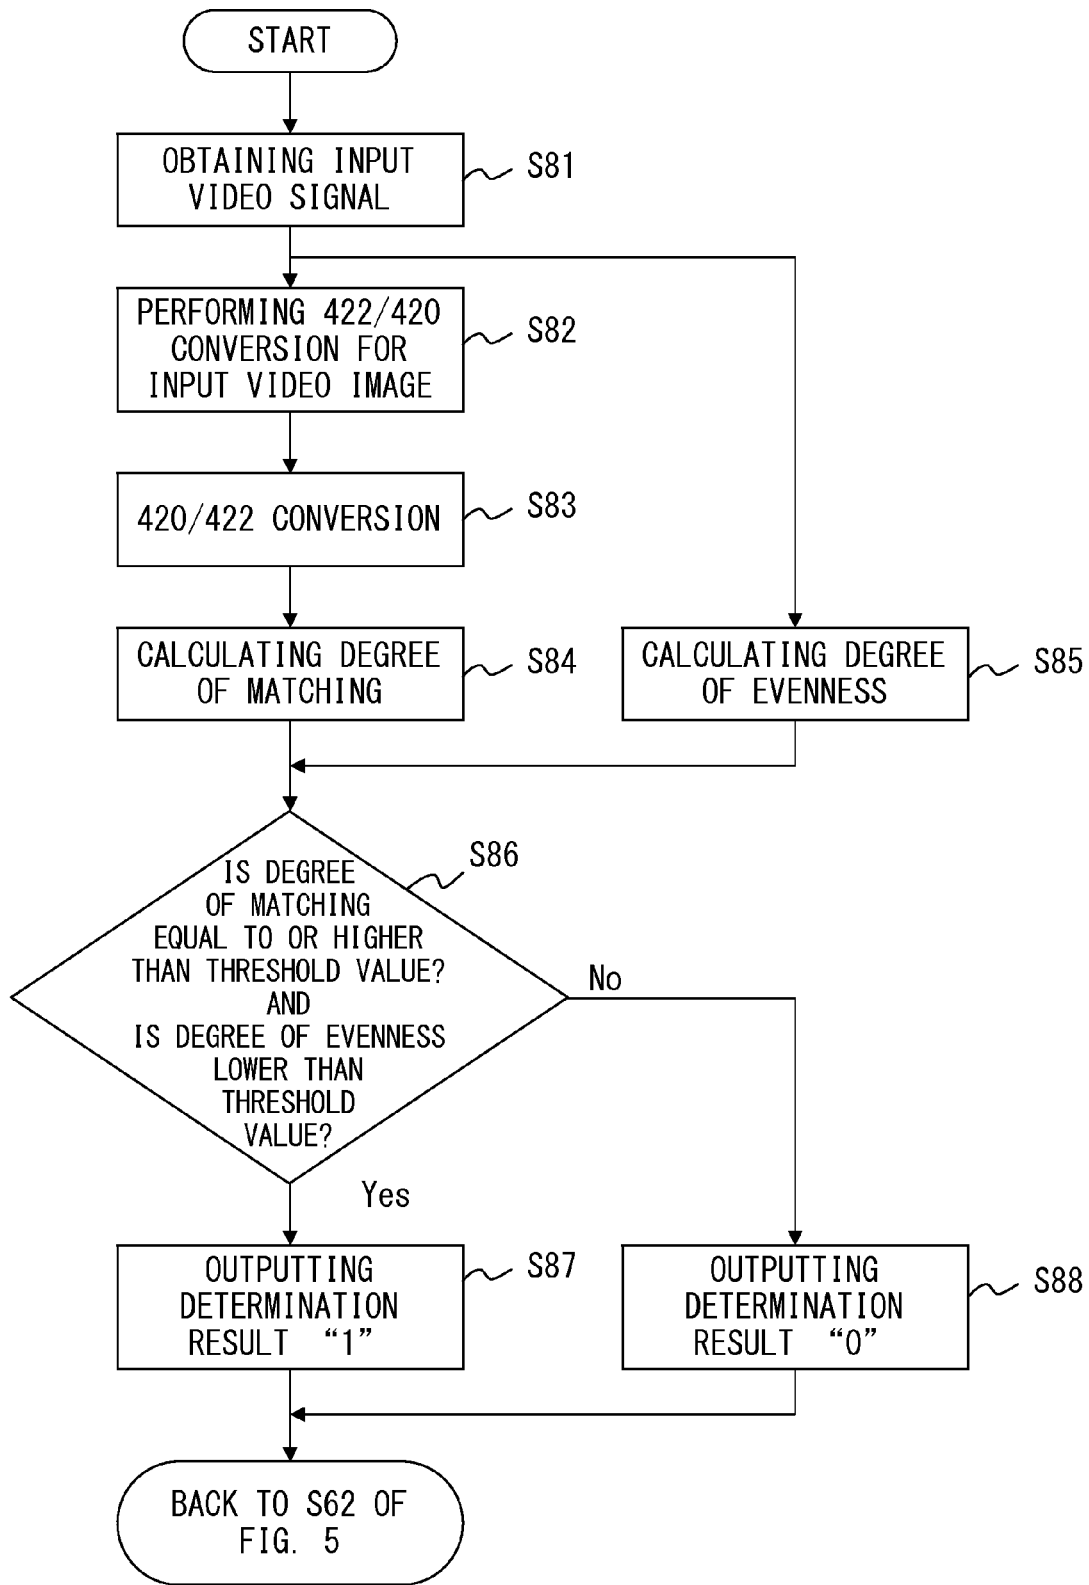 START
OBTAINING INPUT
VIDEO SIGNAL
S81
PERFORMING 422/420
CONVERSION FOR
INPUT VIDEO IMAGE
S82
420/422 CONVERSION
S83
CALCULATING DEGREE
OF MATCHING
S84
CALCULATING DEGREE
OF EVENNESS
S85
IS DEGREE
OF MATCHING
EQUAL TO OR HIGHER
THAN THRESHOLD VALUE?
AND
IS DEGREE OF EVENNESS
LOWER THAN
THRESHOLD
VALUE?
S86
No
Yes
OUTPUTTING
DETERMINATION
RESULT “1”
S87
OUTPUTTING
DETERMINATION
RESULT “0”
S88
BACK TO S62 OF
FIG. 5